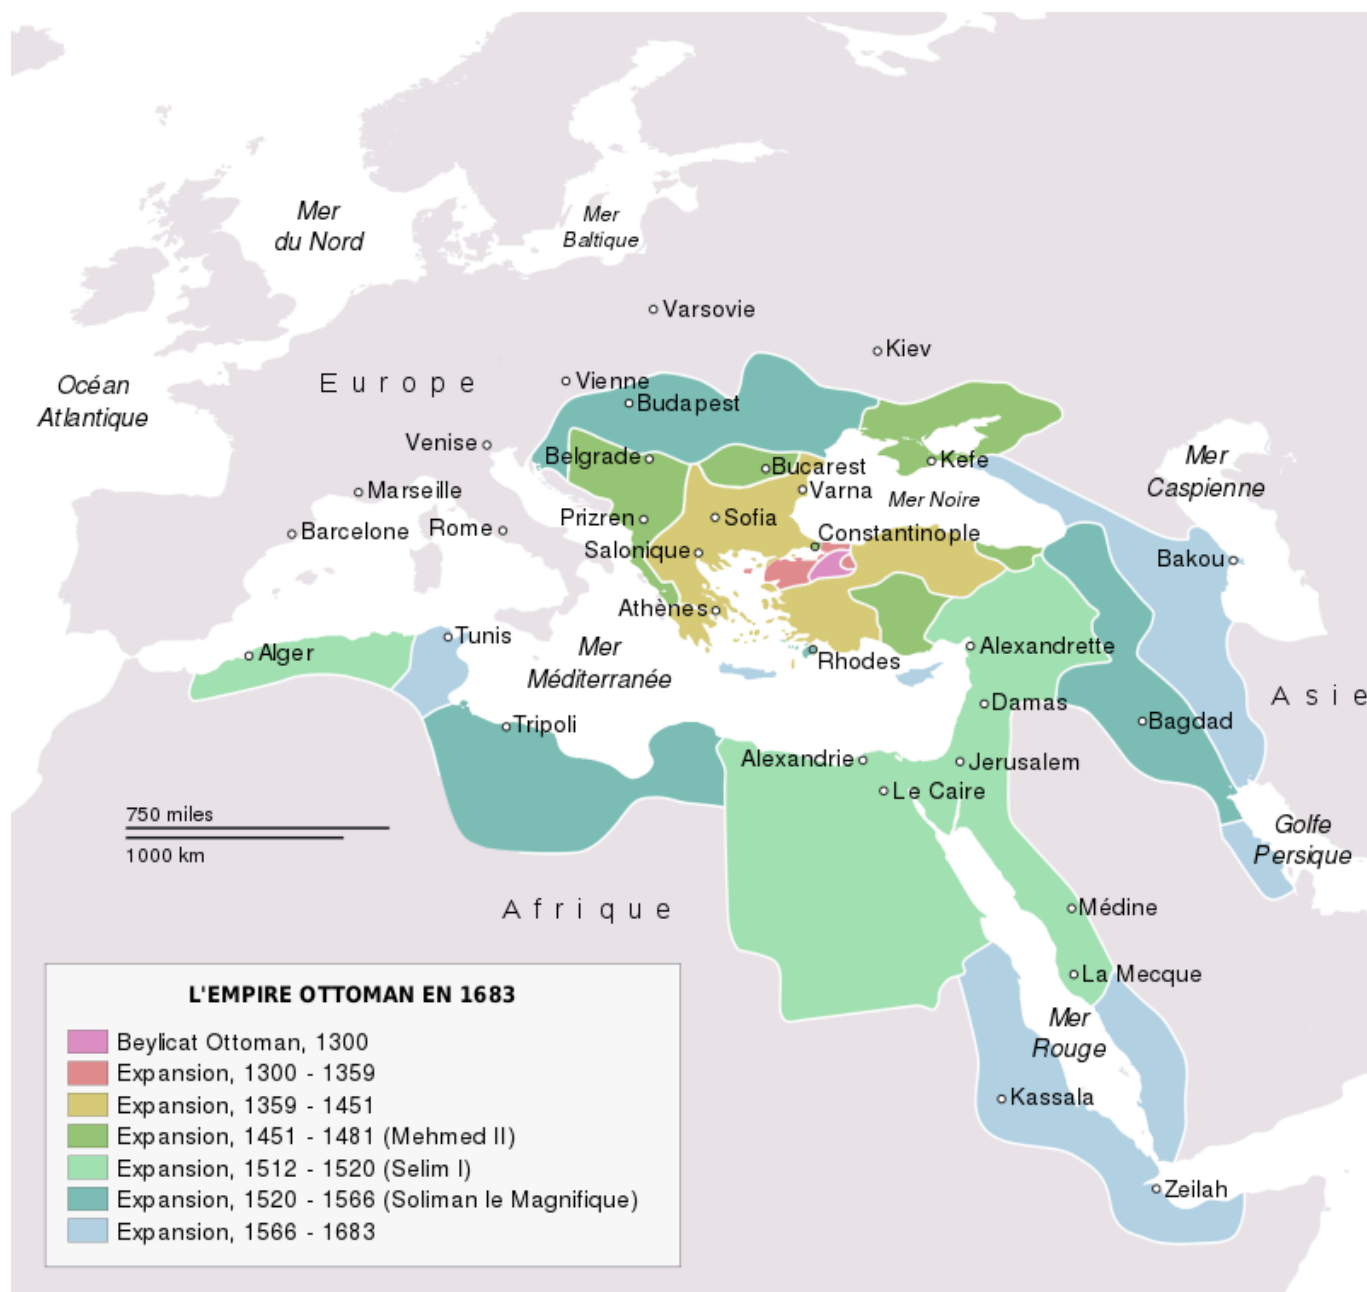 Mer
du Nord
Mer
Baltique
Varsovie
Kiev
Océan
Atlantique
Europe
Vienne
Budapest
Venise
Belgrade
Bucarest
Kefe
Mer
Caspienne
Marseille
Varna
Mer Noire
Barcelone
Rome
Prizren
Sofia
Constantinople
Salonique
Bakou
Athènes
Tunis
Alger
Mer
Méditerranée
Rhodes
Alexandrette
Asie
Damas
Tripoli
Bagdad
Alexandrie
Jerusalem
Le Caire
750 miles
1000 km
Golfe
Persique
Afrique
Médine
La Mecque
Mer
Rouge
Kassala
Zeilah
L'EMPIRE OTTOMAN EN 1683
Beylicat Ottoman, 1300
Expansion, 1300 - 1359
Expansion, 1359 - 1451
Expansion, 1451 - 1481 (Mehmed II)
Expansion, 1512 - 1520 (Selim I)
Expansion, 1520 - 1566 (Soliman le Magnifique)
Expansion, 1566 - 1683